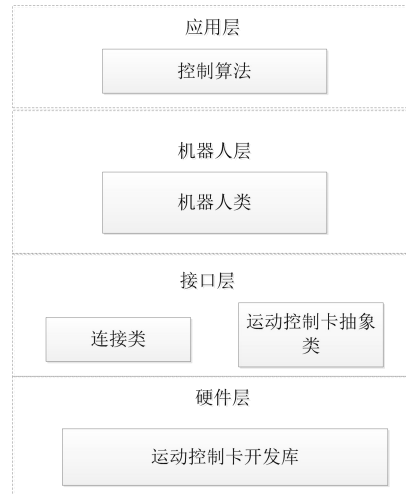 应用层
控制算法
机器人层
机器人类
接口层
连接类
运动控制卡抽象
类
硬件层
运动控制卡开发库